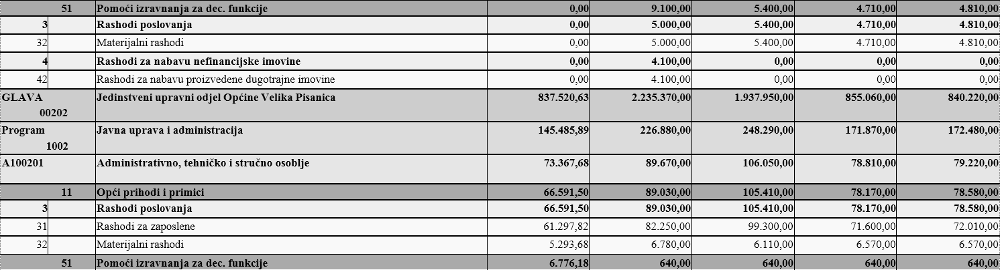 51 Pomoći izravnanja za dec. funkcije 0,00 9.100,00 5.400,00 4.710,00 4.810,00
3 Rashodi poslovanja 0,00 5.000,00 5.400,00 4.710,00 4.810,00
32 Materijalni rashodi 0,00 5.000,00 5.400,00 4.710,00 4.810,00
4 Rashodi za nabavu nefinancijske imovine 0,00 4.100,00 0,00 0,00 0,00
42 Rashodi za nabavu proizvedene dugotrajne imovine 0,00 4.100,00 0,00 0,00 0,00
GLAVA Jedinstveni upravni odjel Općine Velika Pisanica 837.520,63 2.235.370,00 1.937.950,00 855.060,00 840.220,00
00202
Program Javna uprava i administracija 145.485,89 226.880,00 248.290,00 171.870,00 172.480,00
1002
A100201 Administrativno, tehničko i stručno osoblje 73.367,68 89.670,00 106.050,00 78.810,00 79.220,00
11 Opći prihodi i primici 66.591,50 89.030,00 105.410,00 78.170,00 78.580,00
3 Rashodi poslovanja 66.591,50 89.030,00 105.410,00 78.170,00 78.580,00
31 Rashodi za zaposlene 61.297,82 82.250,00 99.300,00 71.600,00 72.010,00
32 Materijalni rashodi 5.293,68 6.780,00 6.110,00 6.570,00 6.570,00
51 Pomoći izravnanja za dec. funkcije 6.776,18 640,00 640,00 640,00 640,00